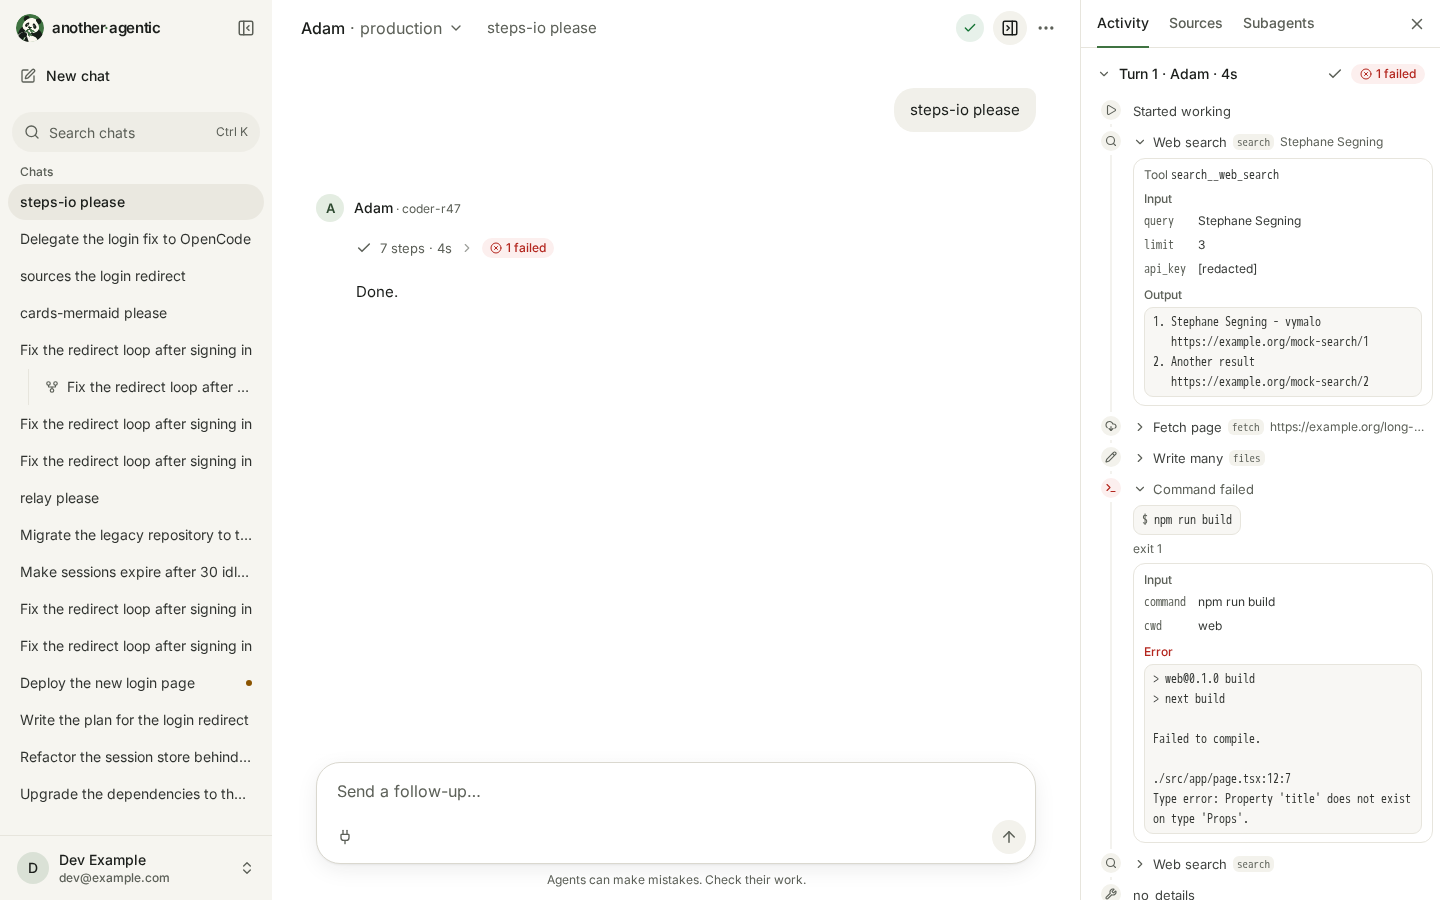 another·agentic
New chat
Search chats Ctrl K
Chats
steps-io please
Delegate the login fix to OpenCode
sources the login redirect
cards-mermaid please
Fix the redirect loop after signing in
Fix the redirect loop after ...
Fix the redirect loop after signing in
Fix the redirect loop after signing in
relay please
Migrate the legacy repository to t...
Make sessions expire after 30 idl...
Fix the redirect loop after signing in
Fix the redirect loop after signing in
Deploy the new login page
Write the plan for the login redirect
Refactor the session store behind...
Upgrade the dependencies to th...
D
Dev Example
dev@example.com
Adam · production steps-io please
steps-io please
A Adam · coder-r47
7 steps · 4s 1 failed
Done.
Send a follow-up...
Agents can make mistakes. Check their work.
Activity Sources Subagents
Turn 1 · Adam · 4s 1 failed
Started working
Web search search Stephane Segning
Tool search__web_search
Input
query Stephane Segning
limit 3
api_key [redacted]
Output
1. Stephane Segning - vymalo
https://example.org/mock-search/1
2. Another result
https://example.org/mock-search/2
Fetch page fetch https://example.org/long-...
Write many files
Command failed
$ npm run build
exit 1
Input
command npm run build
cwd web
Error
> web@0.1.0 build
> next build
Failed to compile.
./src/app/page.tsx:12:7
Type error: Property 'title' does not exist
on type 'Props'.
Web search search
no details